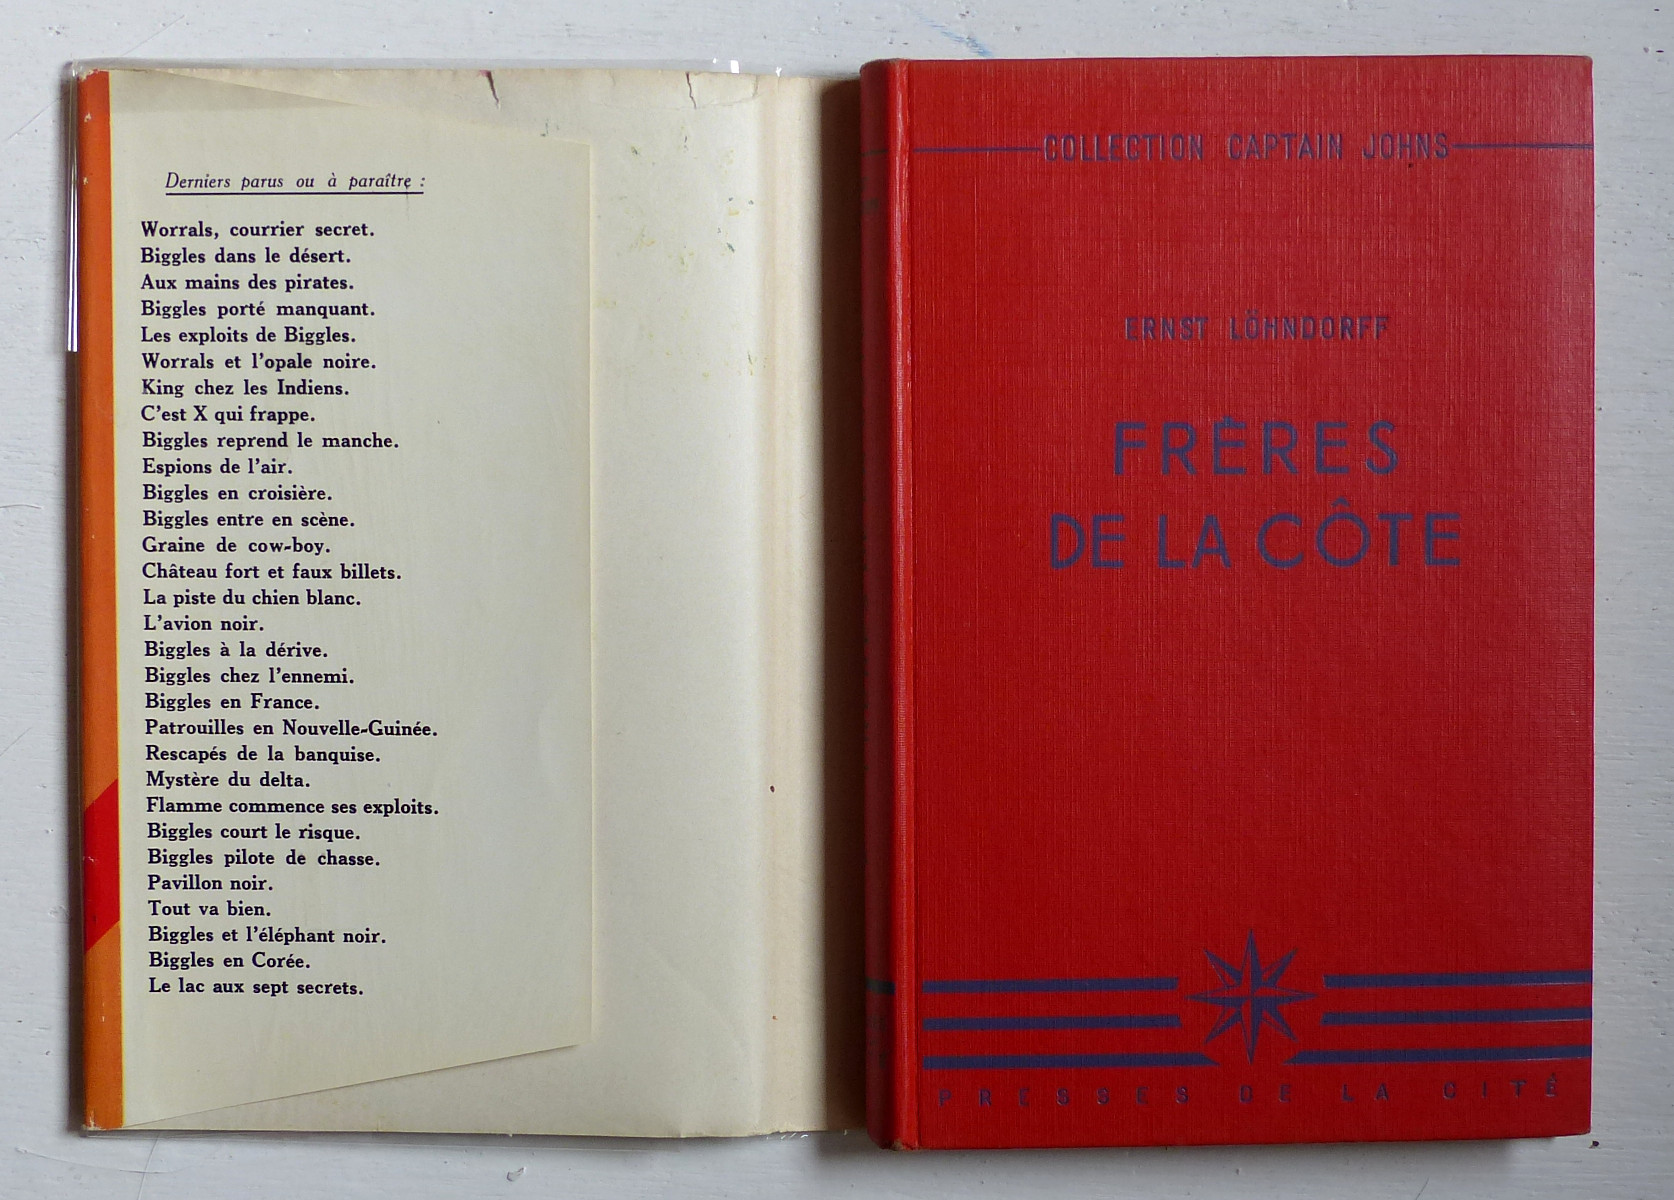 Derniers parus ou à paraître :
Worrals, courrier secret.
Biggles dans le désert.
Aux mains des pirates.
Biggles porté manquant.
Les exploits de Biggles.
Worrals et l'opale noire.
King chez les Indiens.
C'est X qui frappe.
Biggles reprend le manche.
Espions de l'air.
Biggles en croisière.
Biggles entre en scène.
Graine de cow-boy.
Château fort et faux billets.
La piste du chien blanc.
L'avion noir.
Biggles à la dérive.
Biggles chez l'ennemi.
Biggles en France.
Patrouilles en Nouvelle-Guinée.
Rescapés de la banquise.
Mystère du delta.
Flamme commence ses exploits.
Biggles court le risque.
Biggles pilote de chasse.
Pavillon noir.
Tout va bien.
Biggles et l'éléphant noir.
Biggles en Corée.
Le lac aux sept secrets.
COLLECTION CAPTAIN JOHNS
ERNST LÖHNDORFF
FRÈRES
DE LA CÔTE
PRESSES DE LA CITÉ